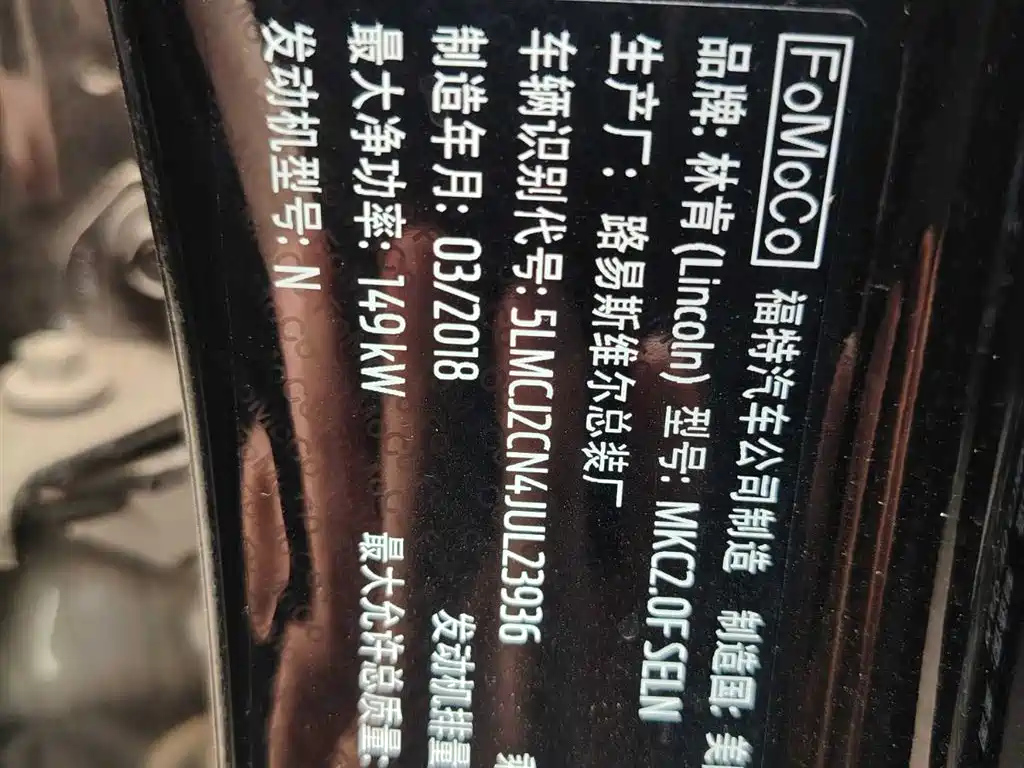 FoMoCo 福特汽车公司制造 制造国: 美
品牌: 林肯 (Lincoln) 型号: MKC2.0F SELN
生产厂: 路易斯维尔总装厂
车辆识别代号: 5LMCJ2CN4JUL23936
制造年月: 03/2018 发动机排量
最大净功率: 149kW 最大允许总质量:
发动机型号: N